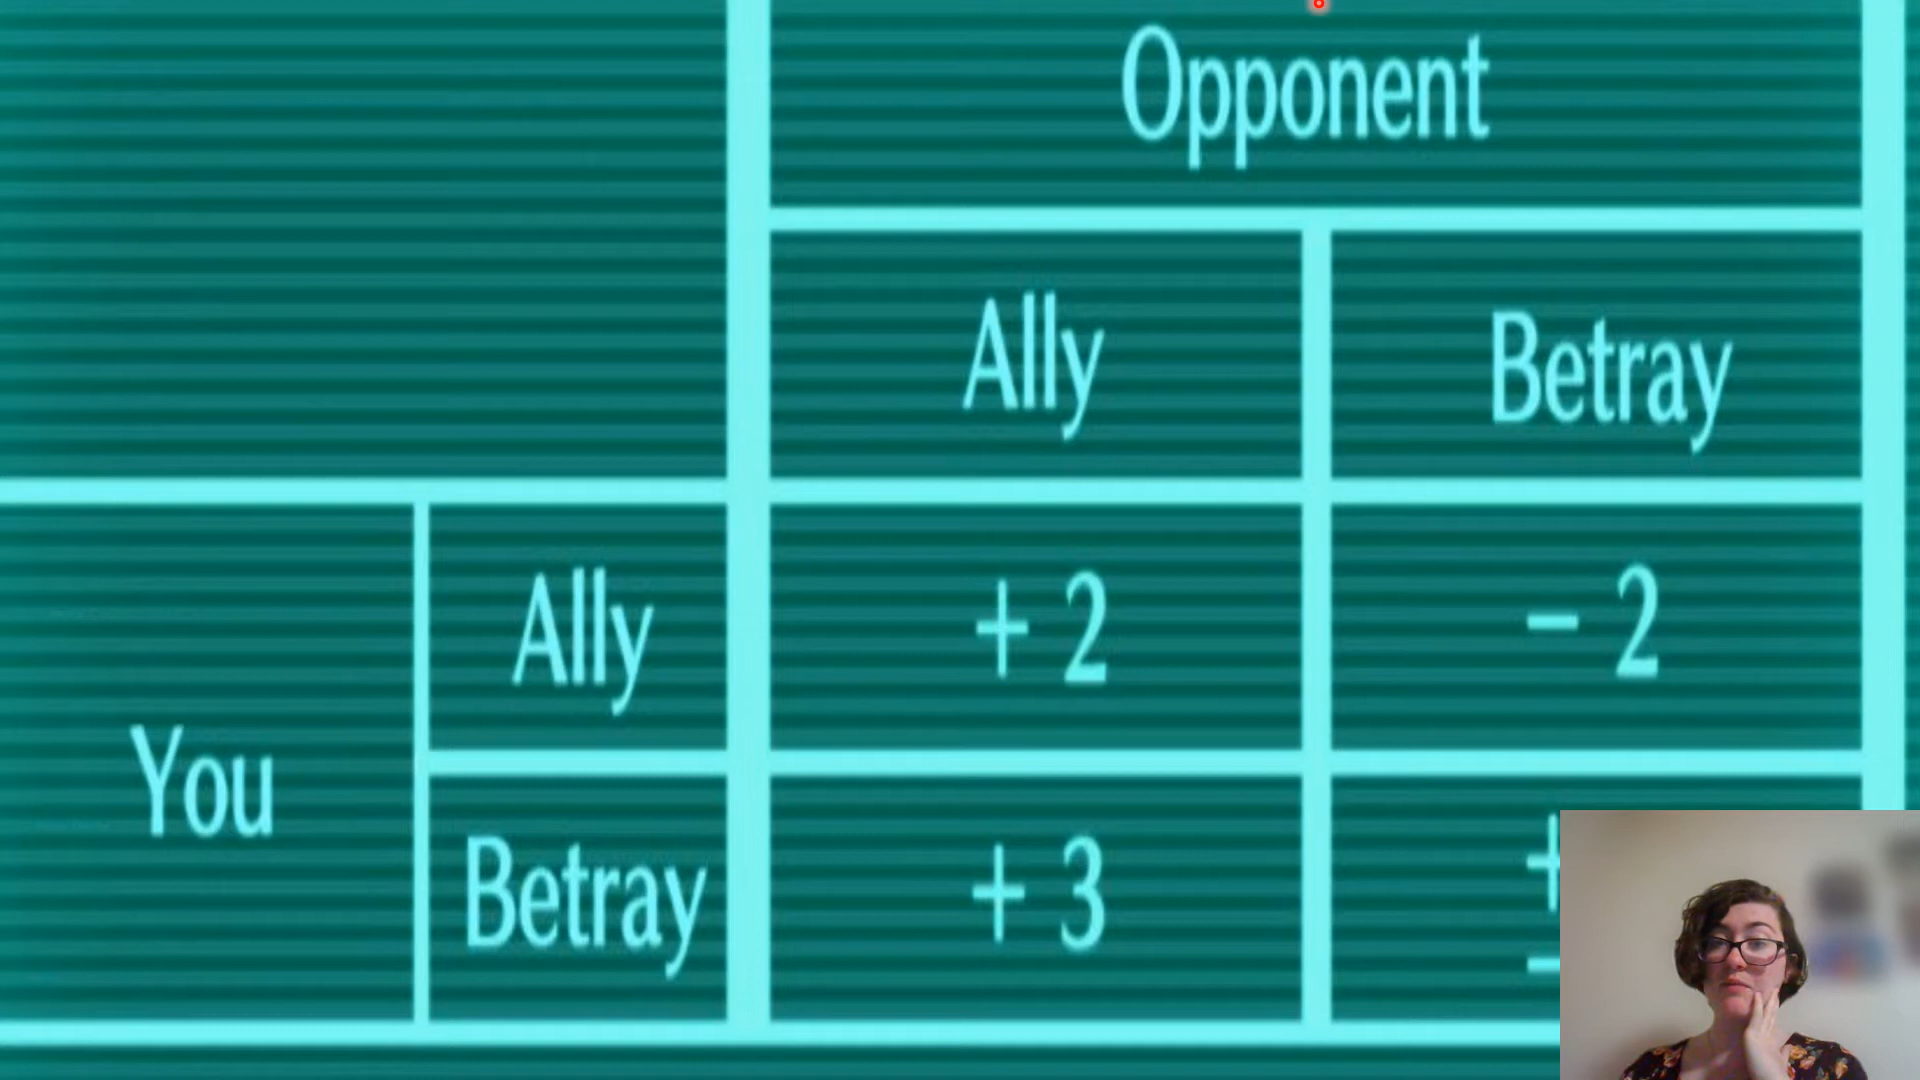 Opponent
Ally Betray
Ally + 2 − 2
You
Betray + 3 +
−